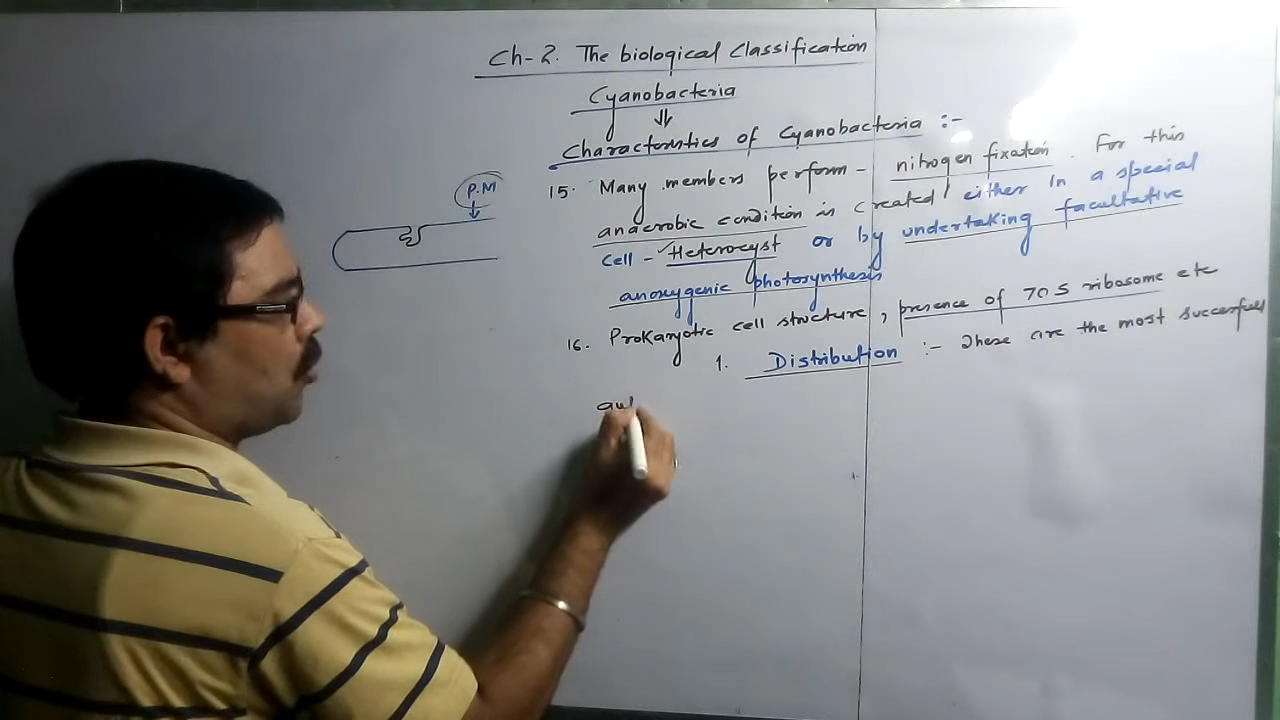 Ch-2. The biological Classification
Cyanobacteria
⇓
Characteristics of Cyanobacteria :-
P.M
15. Many members perform - nitrogen fixation. For this
anaerobic condition is created either in a special
cell - Heterocyst or by undertaking facultative
anoxygenic photosynthesis
16. Prokaryotic cell structure, presence of 70S ribosome etc
1. Distribution :- These are the most successful
au